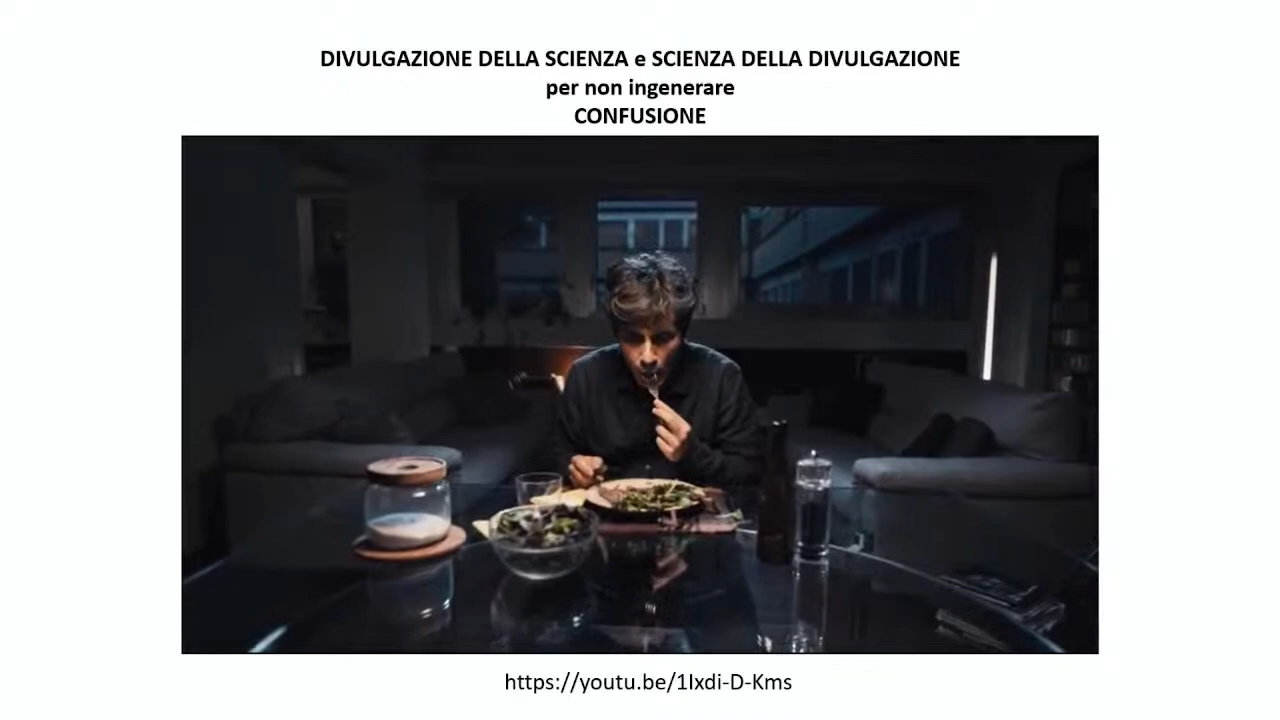 DIVULGAZIONE DELLA SCIENZA e SCIENZA DELLA DIVULGAZIONE
per non ingenerare
CONFUSIONE
https://youtu.be/1Ixdi-D-Kms